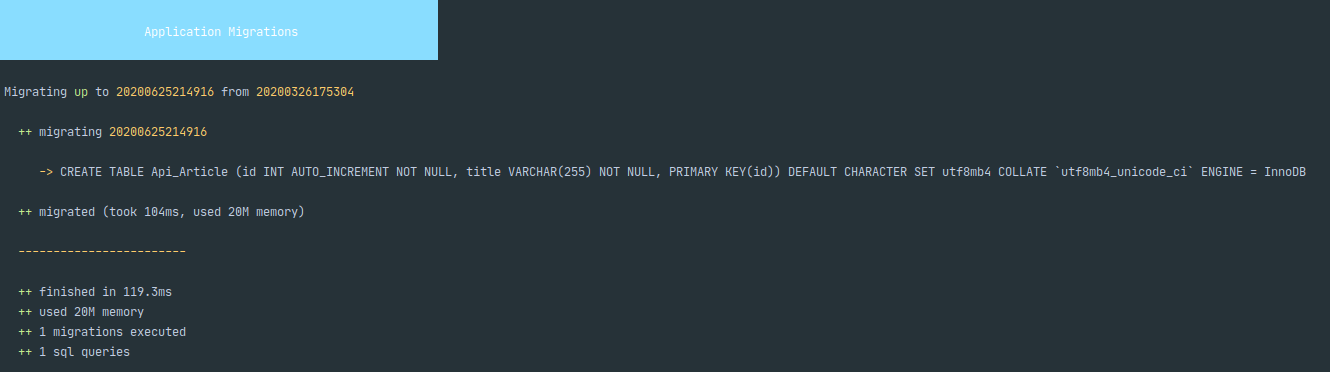 Application Migrations
Migrating up to 20200625214916 from 20200326175304
++ migrating 20200625214916
-> CREATE TABLE Api_Article (id INT AUTO_INCREMENT NOT NULL, title VARCHAR(255) NOT NULL, PRIMARY KEY(id)) DEFAULT CHARACTER SET utf8mb4 COLLATE `utf8mb4_unicode_ci` ENGINE = InnoDB
++ migrated (took 104ms, used 20M memory)
------------------------
++ finished in 119.3ms
++ used 20M memory
++ 1 migrations executed
++ 1 sql queries